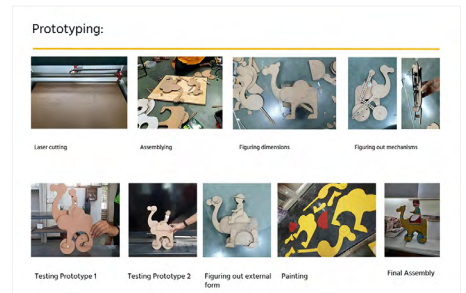 Prototyping:
Laser cutting
Assemblying
Figuring dimensions
Figuring out mechanisms
Testing Prototype 1
Testing Prototype 2
Figuring out external
form
Painting
Final Assembly